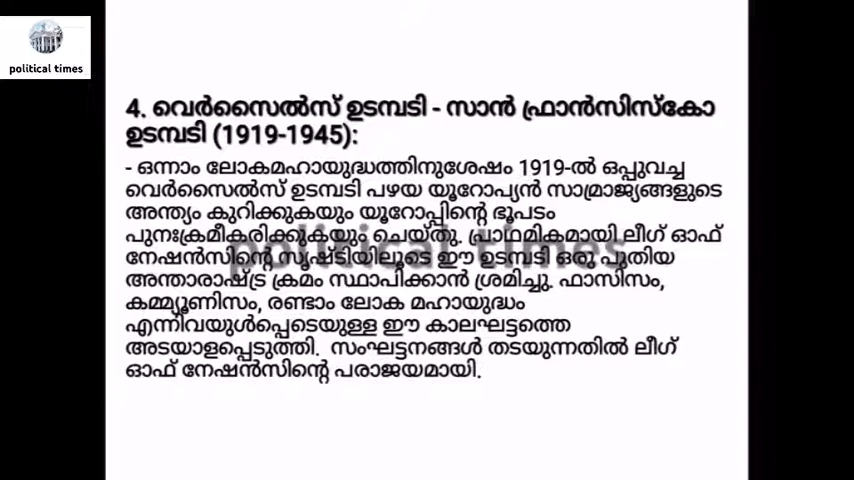 political times
4. വെർസൈൽസ് ഉടമ്പടി - സാൻ ഫ്രാൻസിസ്കോ
ഉടമ്പടി (1919-1945):
- ഒന്നാം ലോകമഹായുദ്ധത്തിനുശേഷം 1919-ൽ ഒപ്പുവച്ച
വെർസൈൽസ് ഉടമ്പടി പഴയ യൂറോപ്യൻ സാമ്രാജ്യങ്ങളുടെ
അന്ത്യം കുറിക്കുകയും യൂറോപ്പിന്റെ ഭൂപടം
പുനഃക്രമീകരിക്കുകയും ചെയ്തു. പ്രാഥമികമായി ലീഗ് ഓഫ്
നേഷൻസിന്റെ സൃഷ്ടിയിലൂടെ ഈ ഉടമ്പടി ഒരു പുതിയ
അന്താരാഷ്ട്ര ക്രമം സ്ഥാപിക്കാൻ ശ്രമിച്ചു. ഫാസിസം,
കമ്മ്യൂണിസം, രണ്ടാം ലോക മഹായുദ്ധം
എന്നിവയുൾപ്പെടെയുള്ള ഈ കാലഘട്ടത്തെ
അടയാളപ്പെടുത്തി. സംഘട്ടനങ്ങൾ തടയുന്നതിൽ ലീഗ്
ഓഫ് നേഷൻസിന്റെ പരാജയമായി.
political times